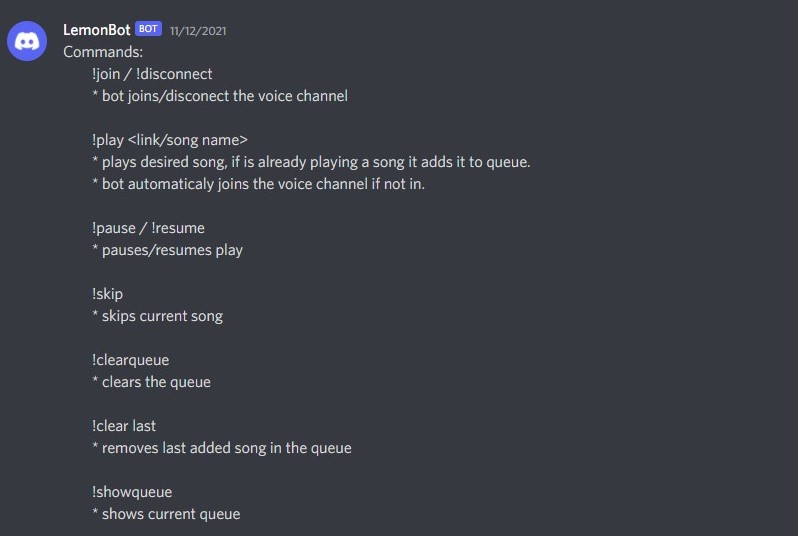 LemonBot BOT 11/12/2021
Commands:
!join / !disconnect
* bot joins/disconect the voice channel
!play <link/song name>
* plays desired song, if is already playing a song it adds it to queue.
* bot automaticaly joins the voice channel if not in.
!pause / !resume
* pauses/resumes play
!skip
* skips current song
!clearqueue
* clears the queue
!clear last
* removes last added song in the queue
!showqueue
* shows current queue